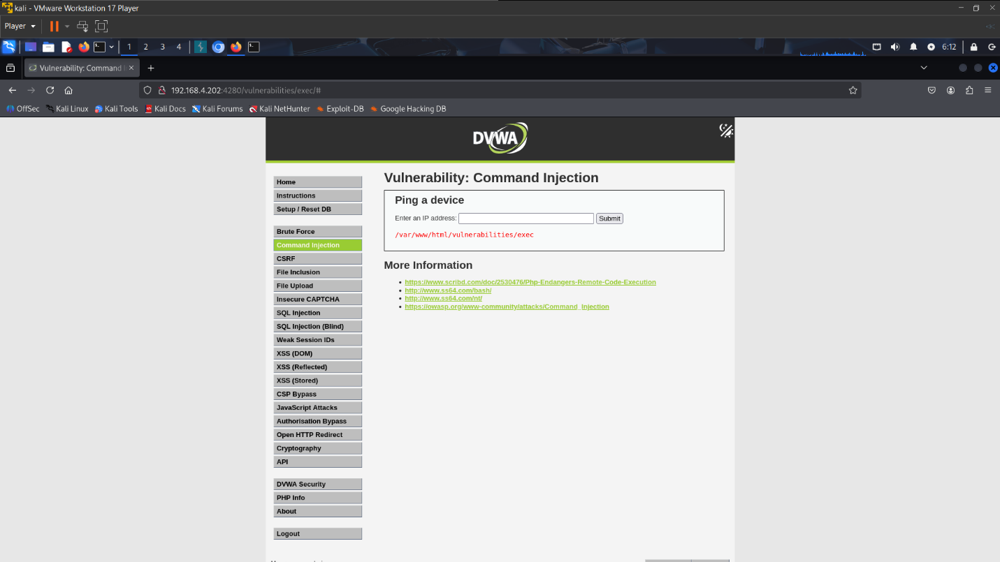 kali - VMware Workstation 17 Player
Player
1 2 3 4 6:12
Vulnerability: Command
192.168.4.202:4280/vulnerabilities/exec/#
OffSec Kali Linux Kali Tools Kali Docs Kali Forums Kali NetHunter Exploit-DB Google Hacking DB
DVWA
Home
Instructions
Setup / Reset DB
Brute Force
Command Injection
CSRF
File Inclusion
File Upload
Insecure CAPTCHA
SQL Injection
SQL Injection (Blind)
Weak Session IDs
XSS (DOM)
XSS (Reflected)
XSS (Stored)
CSP Bypass
JavaScript Attacks
Authorisation Bypass
Open HTTP Redirect
Cryptography
API
DVWA Security
PHP Info
About
Logout
Vulnerability: Command Injection
Ping a device
Enter an IP address: Submit
/var/www/html/vulnerabilities/exec
More Information
https://www.scribd.com/doc/2530476/Php-Endangers-Remote-Code-Execution
http://www.ss64.com/bash/
http://www.ss64.com/nt/
https://owasp.org/www-community/attacks/Command_Injection